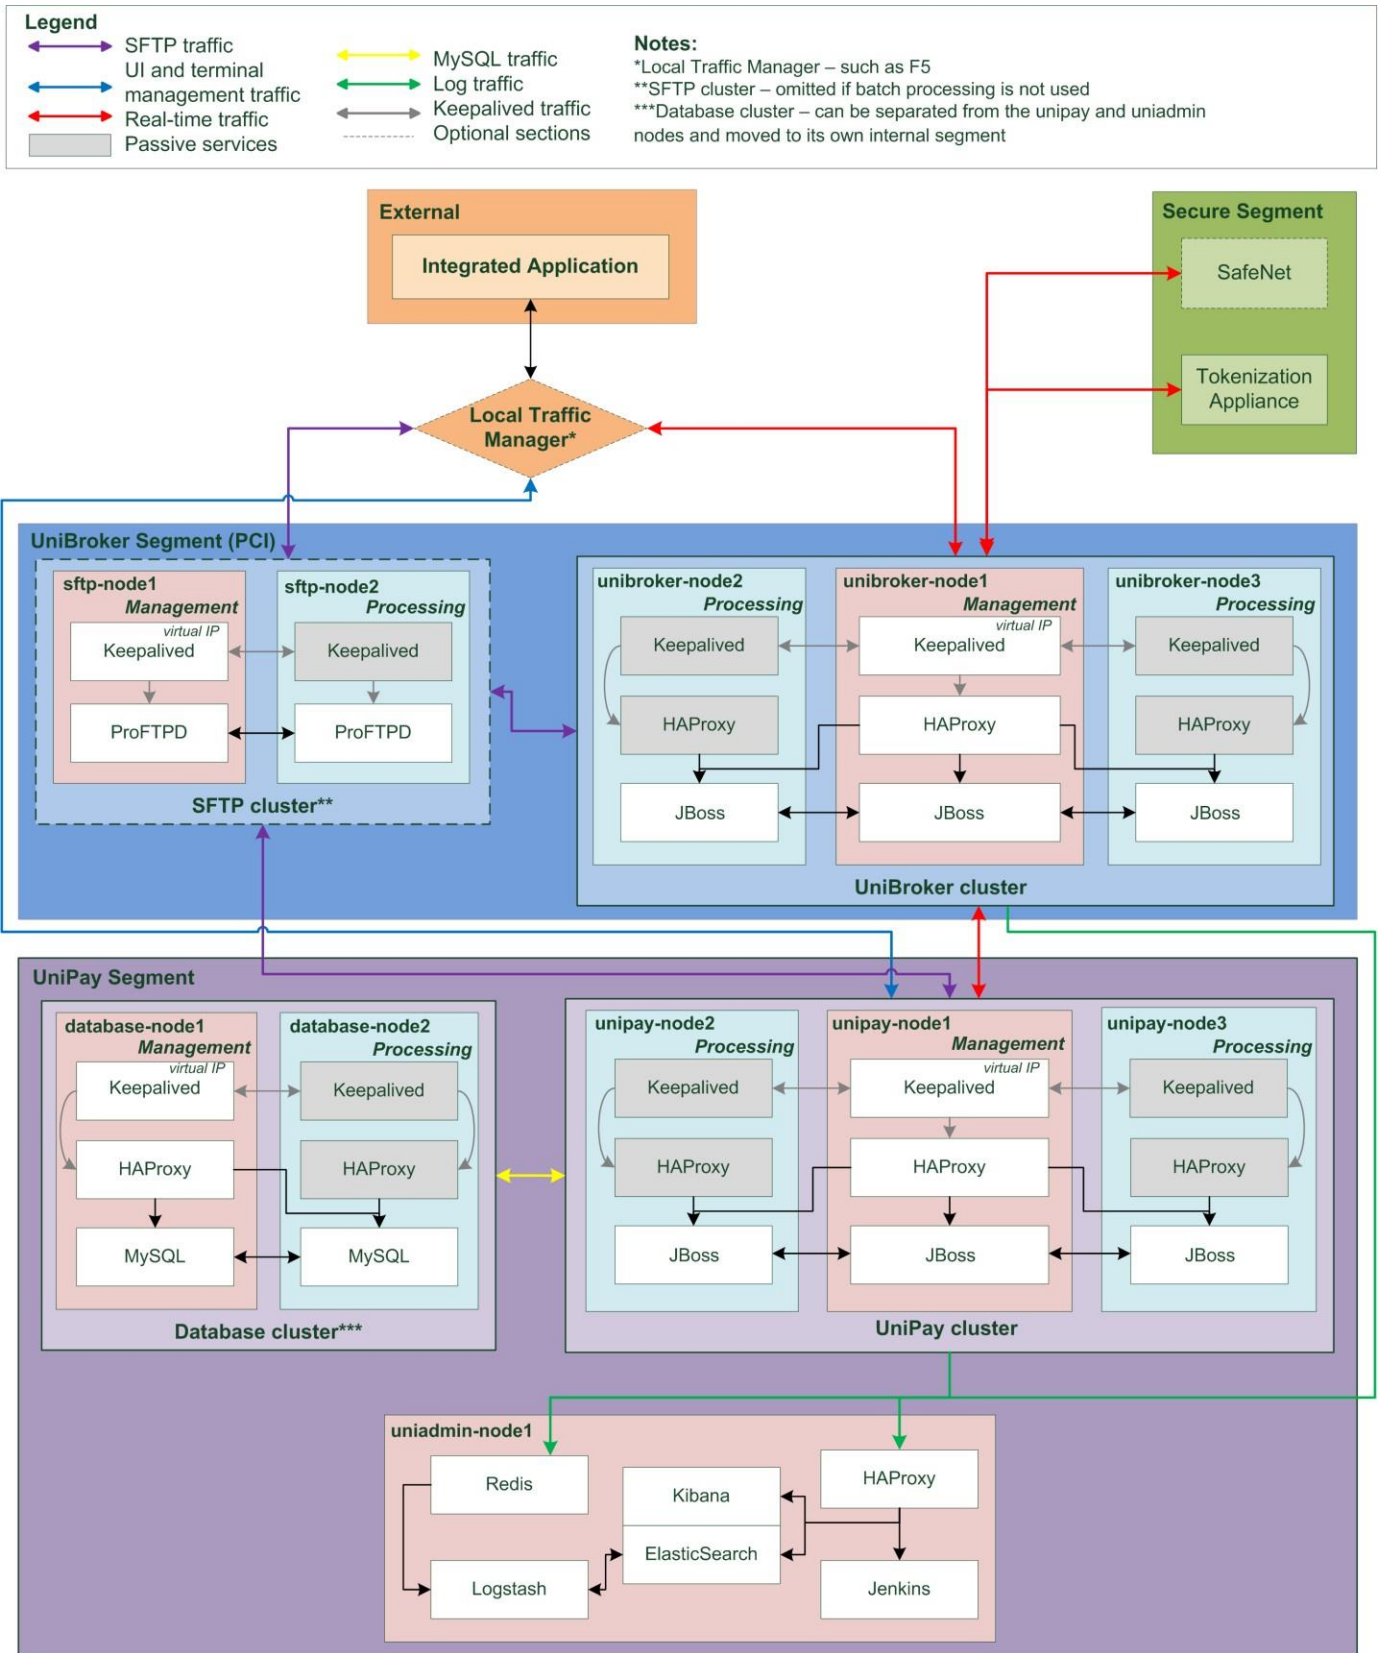 Legend
SFTP traffic
UI and terminal
management traffic
Real-time traffic
Passive services
MySQL traffic
Log traffic
Keepalived traffic
Optional sections
Notes:
*Local Traffic Manager – such as F5
**SFTP cluster – omitted if batch processing is not used
***Database cluster – can be separated from the unipay and uniadmin
nodes and moved to its own internal segment
External
Integrated Application
Secure Segment
SafeNet
Tokenization
Appliance
Local Traffic
Manager*
UniBroker Segment (PCI)
sftp-node1
Management
virtual IP
Keepalived
ProFTPD
sftp-node2
Processing
Keepalived
ProFTPD
SFTP cluster**
unibroker-node2
Processing
Keepalived
HAProxy
JBoss
unibroker-node1
Management
virtual IP
Keepalived
HAProxy
JBoss
unibroker-node3
Processing
Keepalived
HAProxy
JBoss
UniBroker cluster
UniPay Segment
database-node1
Management
virtual IP
Keepalived
HAProxy
MySQL
database-node2
Processing
Keepalived
HAProxy
MySQL
Database cluster***
unipay-node2
Processing
Keepalived
HAProxy
JBoss
unipay-node1
Management
virtual IP
Keepalived
HAProxy
JBoss
unipay-node3
Processing
Keepalived
HAProxy
JBoss
UniPay cluster
uniadmin-node1
Redis
Logstash
Kibana
ElasticSearch
HAProxy
Jenkins